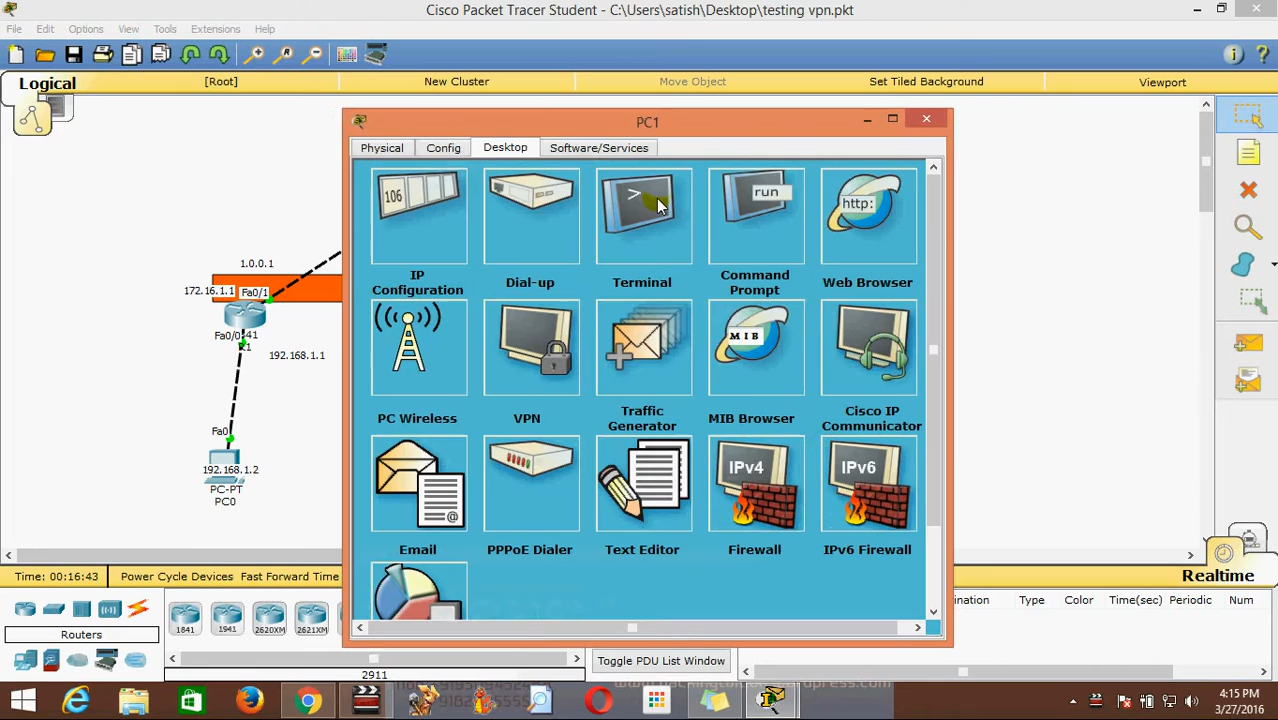 Cisco Packet Tracer Student - C:\Users\satish\Desktop\testing vpn.pkt
File Edit Options View Tools Extensions Help
Logical [Root] New Cluster Move Object Set Tiled Background Viewport
PC1
Physical Config Desktop Software/Services
106 > run http:
IP Configuration
Dial-up
Terminal
Command Prompt
Web Browser
MIB
PC Wireless
VPN
Traffic Generator
MIB Browser
Cisco IP Communicator
IPv4 IPv6
@
Email
PPPoE Dialer
Text Editor
Firewall
IPv6 Firewall
1.0.0.1
172.16.1.1 Fa0/1
Fa0/0
192.168.1.1
Fa0
192.168.1.2
PC-PT
PC0
Time: 00:16:43 Power Cycle Devices Fast Forward Time
Realtime
Routers
1841 1941 2620XM 2621XM
2911
Toggle PDU List Window
ination Type Color Time(sec) Periodic Num
4:15 PM
3/27/2016